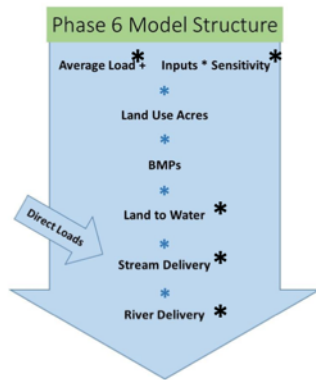 Phase 6 Model Structure
Average Load* + Inputs * Sensitivity*
*
Land Use Acres
*
BMPs
*
Land to Water *
*
Direct Loads
Stream Delivery *
*
River Delivery *